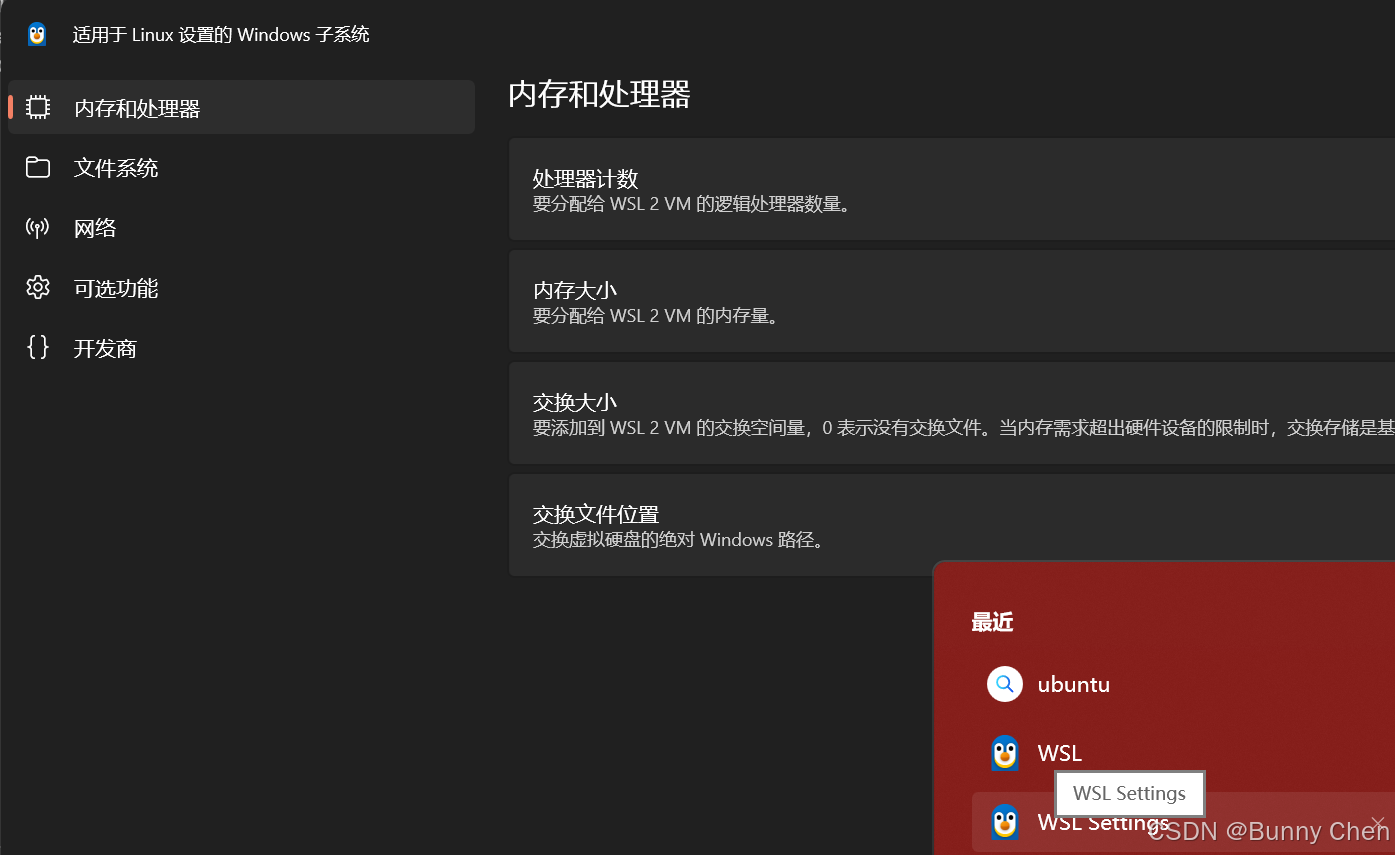 适用于 Linux 设置的 Windows 子系统
内存和处理器
文件系统
网络
可选功能
开发商
内存和处理器
处理器计数
要分配给 WSL 2 VM 的逻辑处理器数量。
内存大小
要分配给 WSL 2 VM 的内存量。
交换大小
要添加到 WSL 2 VM 的交换空间量，0 表示没有交换文件。当内存需求超出硬件设备的限制时，交换存储是基
交换文件位置
交换虚拟硬盘的绝对 Windows 路径。
最近
ubuntu
WSL
WSL Settings
WSL Settings
CSDN @Bunny Chen